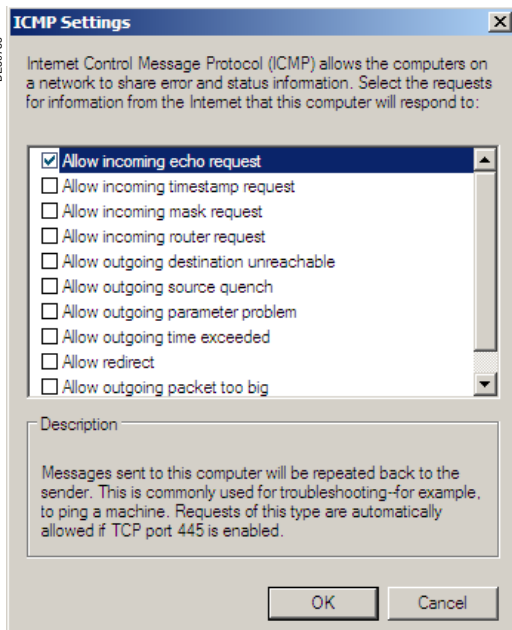 ICMP Settings
Internet Control Message Protocol (ICMP) allows the computers on
a network to share error and status information. Select the requests
for information from the Internet that this computer will respond to:
Allow incoming echo request
Allow incoming timestamp request
Allow incoming mask request
Allow incoming router request
Allow outgoing destination unreachable
Allow outgoing source quench
Allow outgoing parameter problem
Allow outgoing time exceeded
Allow redirect
Allow outgoing packet too big
Description
Messages sent to this computer will be repeated back to the
sender. This is commonly used for troubleshooting--for example,
to ping a machine. Requests of this type are automatically
allowed if TCP port 445 is enabled.
OK
Cancel